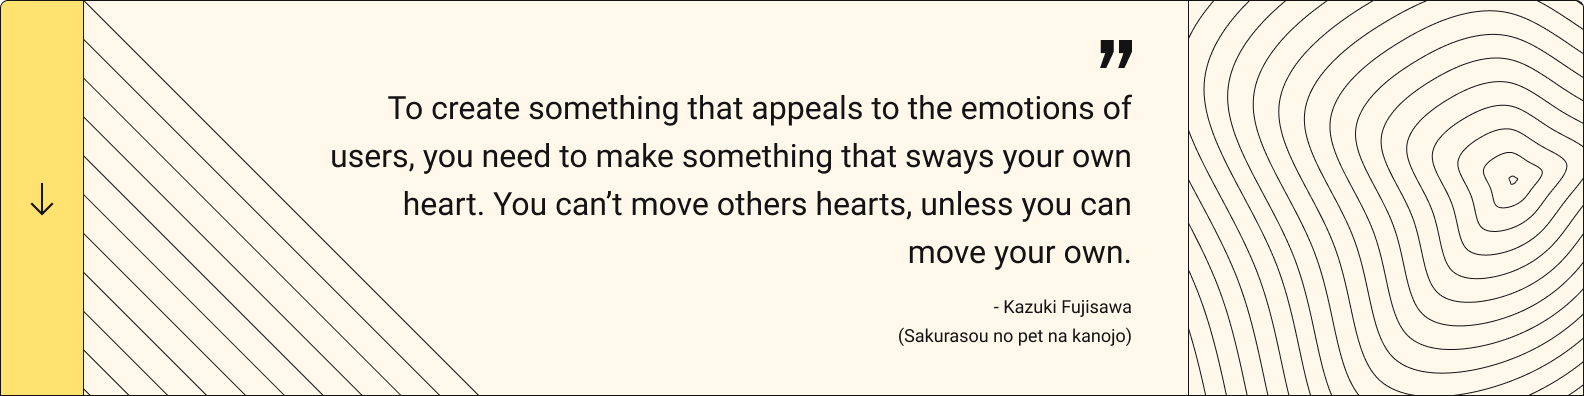 ”
To create something that appeals to the emotions of
users, you need to make something that sways your own
heart. You can’t move others hearts, unless you can
move your own.
- Kazuki Fujisawa
(Sakurasou no pet na kanojo)